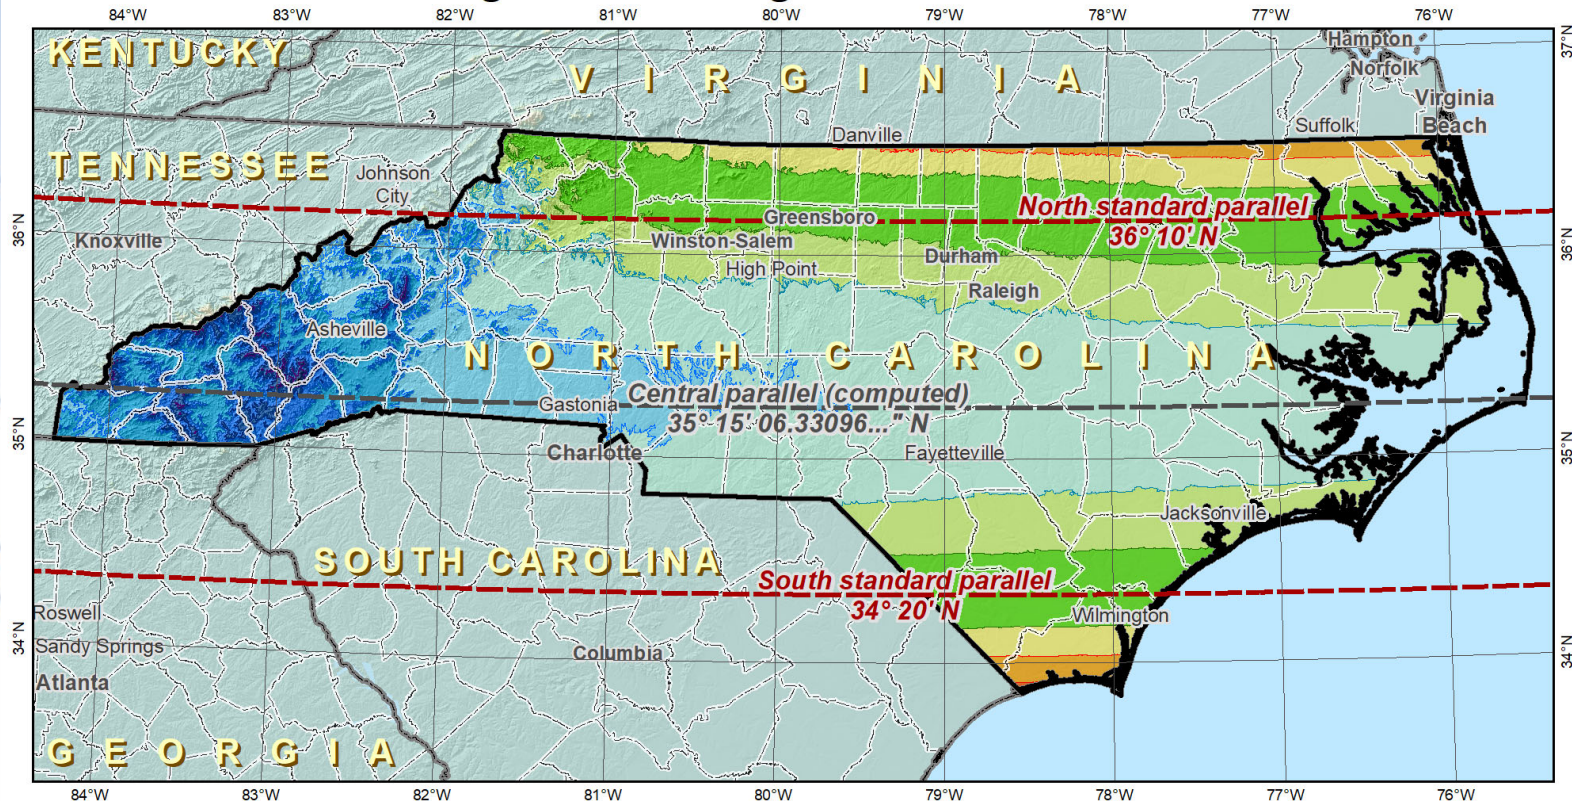 84°W 83°W 82°W 81°W 80°W 79°W 78°W 77°W 76°W
37°N
KENTUCKY
VIRGINIA
Hampton
Norfolk
Virginia
Beach
Suffolk
Danville
TENNESSEE
Johnson
City
North standard parallel
36° 10' N
Greensboro
36°N
36°N
Knoxville
Winston-Salem
Durham
High Point
Raleigh
Asheville
NORTH CAROLINA
Central parallel (computed)
35° 15' 06.33096..." N
Gastonia
35°N
35°N
Charlotte
Fayetteville
Jacksonville
SOUTH CAROLINA
South standard parallel
34° 20' N
Roswell
Wilmington
34°N
34°N
Sandy Springs
Columbia
Atlanta
GEORGIA
84°W 83°W 82°W 81°W 80°W 79°W 78°W 77°W 76°W